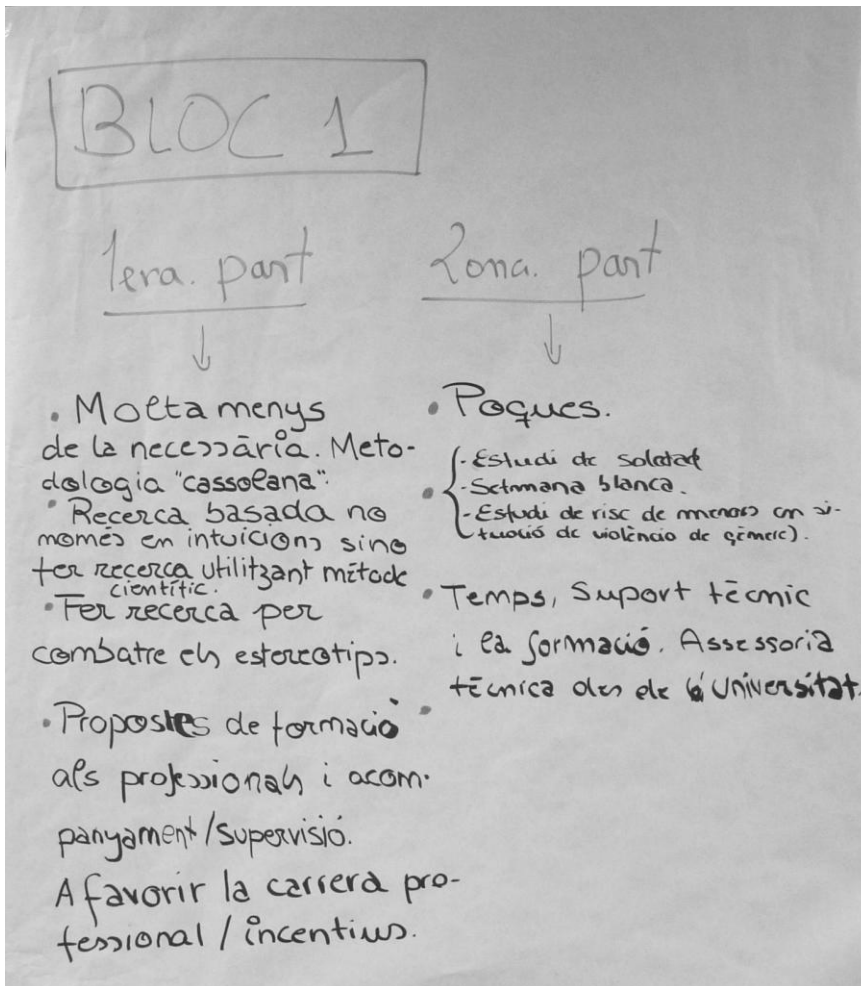 BLOC 1
1era. part
↓
• Molta menys
de la necessària. Meto-
dologia "cassolana".
• Recerca basada no
només en intuicions sino
fer recerca utilitzant mètode
científic.
• Fer recerca per
combatre els estereotips.
• Propostes de formació
als professionals i acom-
panyament/supervisió.
A favorir la carrera pro-
fessional / incentius.
2ona. part
↓
• Poques.
- Estudi de soledat
- Setmana blanca.
- Estudi de risc de menors en si-
tuació de violència de gènere).
• Temps, Suport tècnic
i la formació. Assessoria
tècnica des de la Universitat.